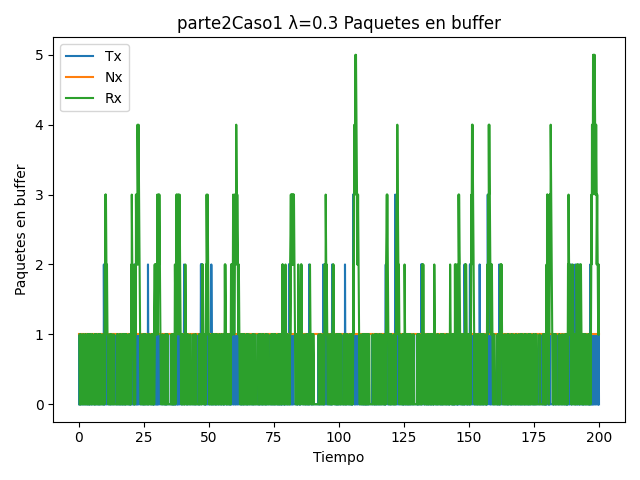 parte2Caso1 λ=0.3 Paquetes en buffer
Tx
Nx
Rx
Paquetes en buffer
5
4
3
2
1
0
0 25 50 75 100 125 150 175 200
Tiempo